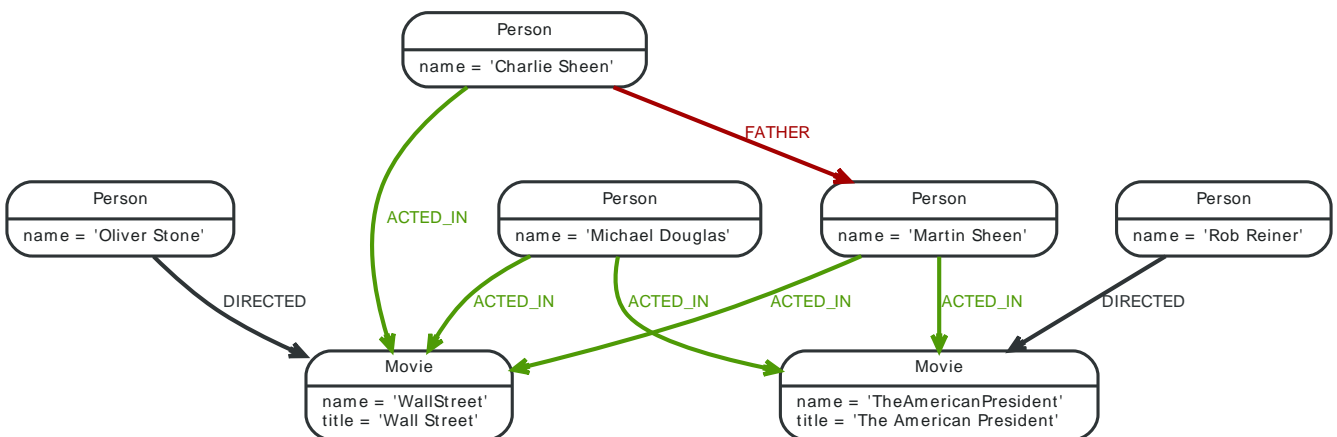 Person
name = 'Charlie Sheen'
FATHER
Person
name = 'Oliver Stone'
Person
name = 'Michael Douglas'
Person
name = 'Martin Sheen'
Person
name = 'Rob Reiner'
ACTED_IN
DIRECTED
ACTED_IN
ACTED_IN
ACTED_IN
ACTED_IN
DIRECTED
Movie
name = 'WallStreet'
title = 'Wall Street'
Movie
name = 'TheAmericanPresident'
title = 'The American President'